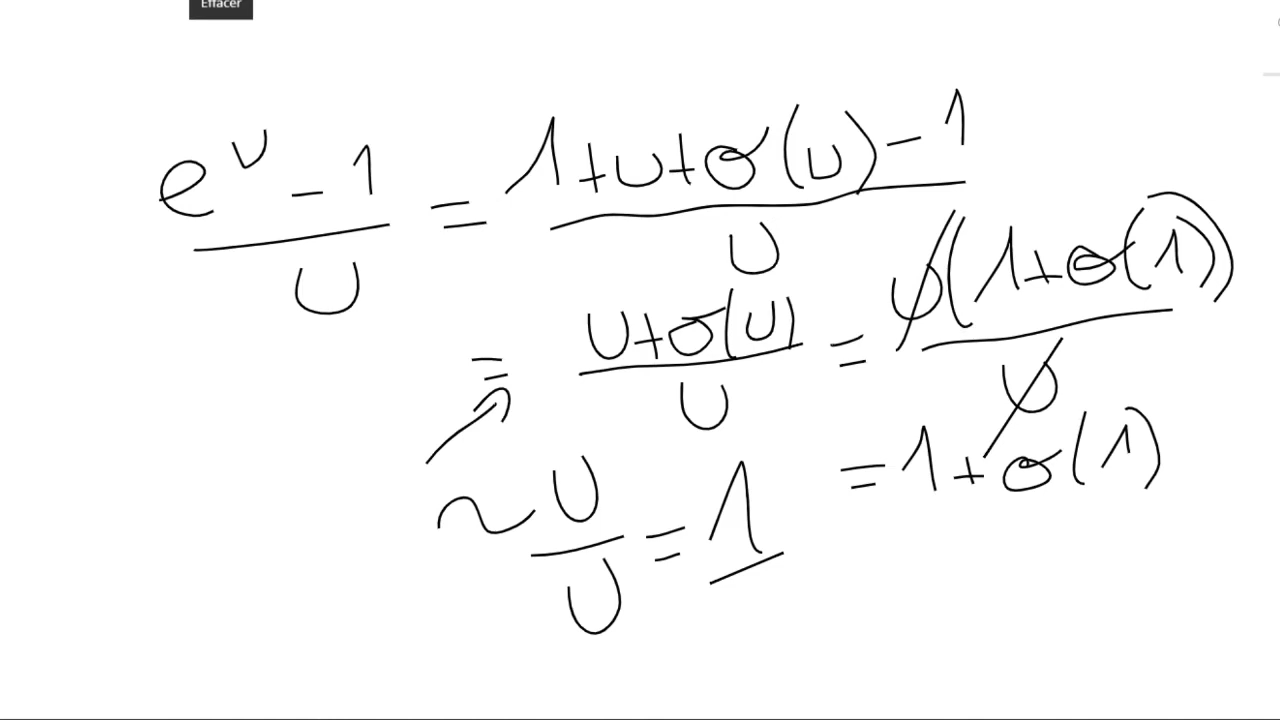 Effacer
(e^u - 1)/u = (1+u+o(u)-1)/u
= (u+o(u))/u = u(1+o(1))/u
= 1+o(1)
~ u/u = 1